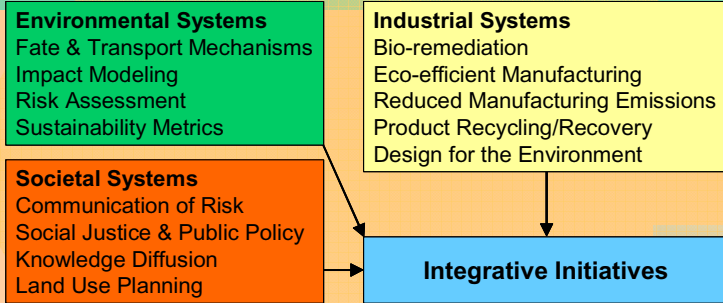 Environmental Systems
Fate & Transport Mechanisms
Impact Modeling
Risk Assessment
Sustainability Metrics
Industrial Systems
Bio-remediation
Eco-efficient Manufacturing
Reduced Manufacturing Emissions
Product Recycling/Recovery
Design for the Environment
Societal Systems
Communication of Risk
Social Justice & Public Policy
Knowledge Diffusion
Land Use Planning
Integrative Initiatives